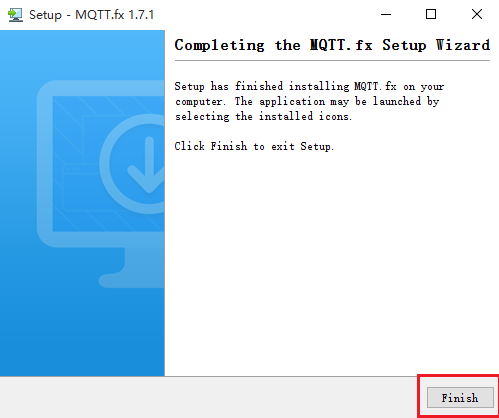 Setup - MQTT.fx 1.7.1
Completing the MQTT.fx Setup Wizard
Setup has finished installing MQTT.fx on your
computer. The application may be launched by
selecting the installed icons.
Click Finish to exit Setup.
Finish